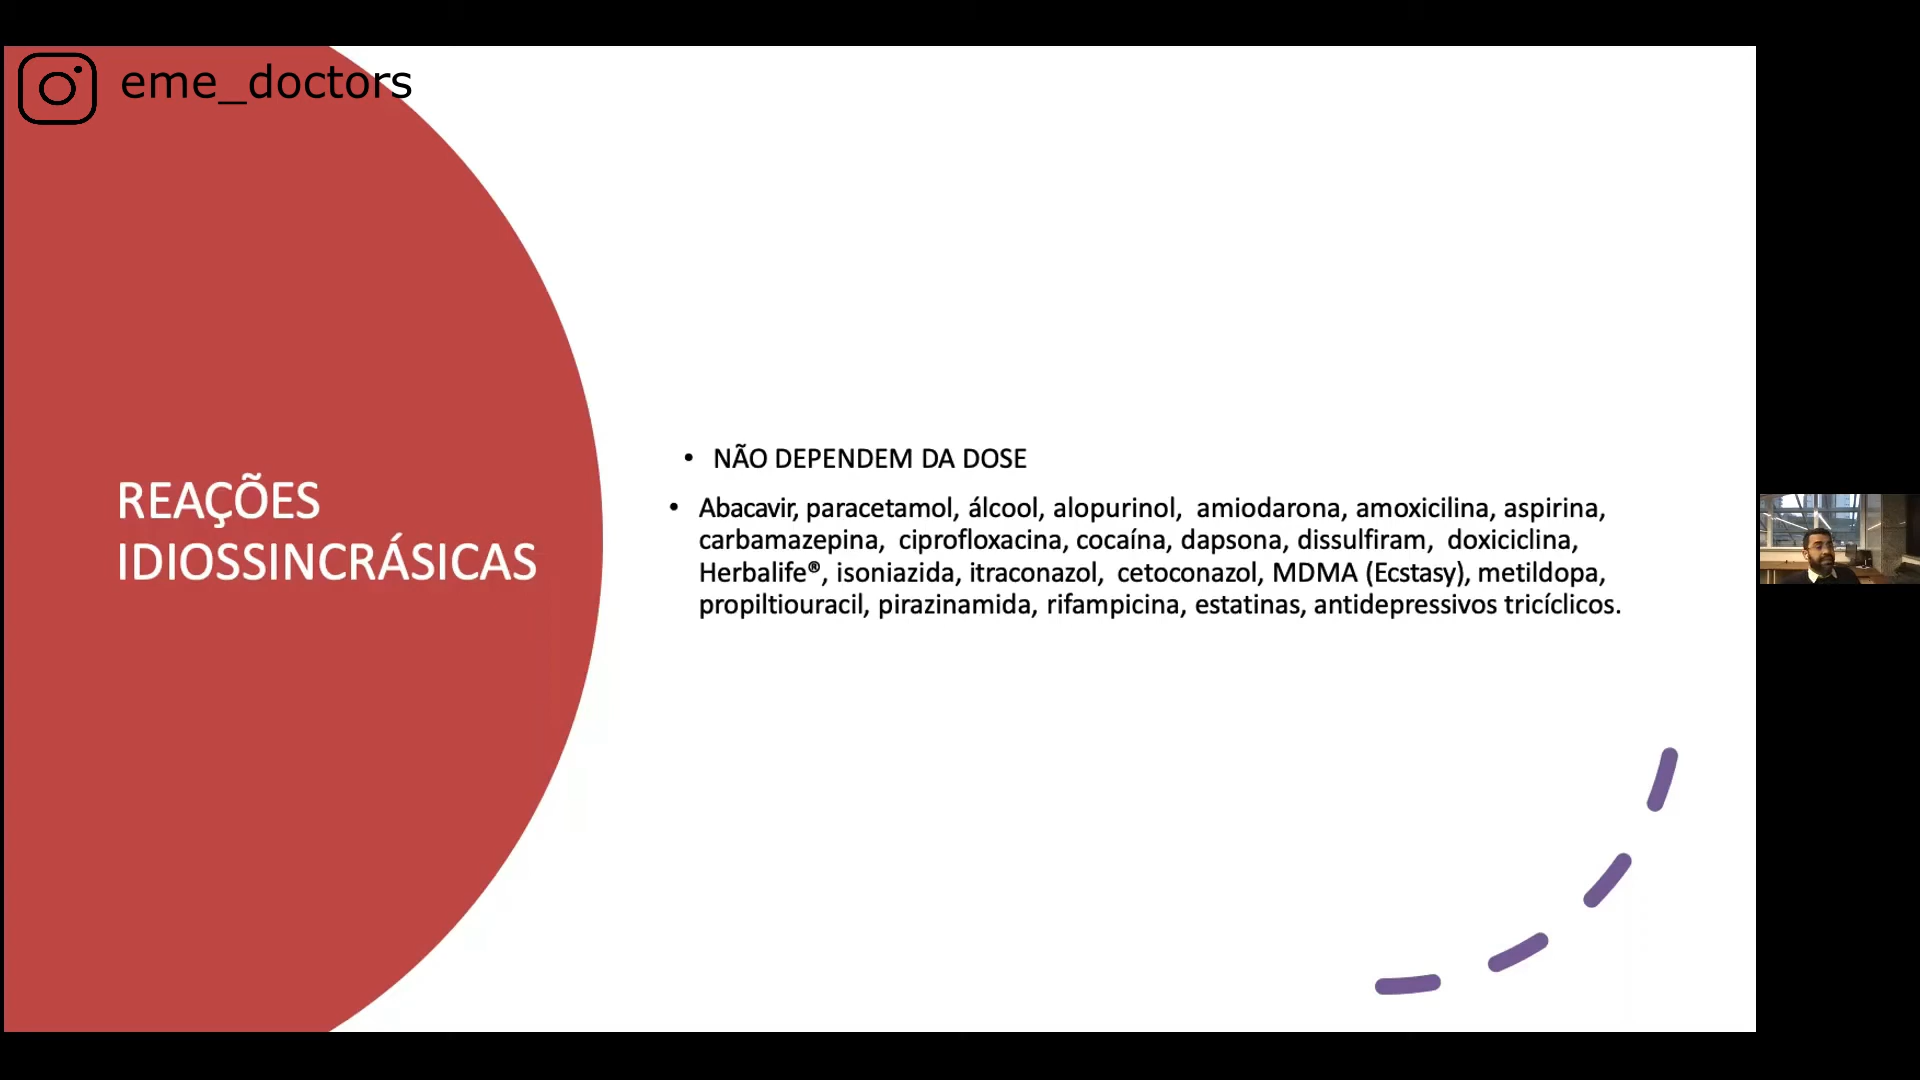 eme_doctors
REAÇÕES
IDIOSSINCRÁSICAS
• NÃO DEPENDEM DA DOSE
• Abacavir, paracetamol, álcool, alopurinol, amiodarona, amoxicilina, aspirina,
carbamazepina, ciprofloxacina, cocaína, dapsona, dissulfiram, doxiciclina,
Herbalife®, isoniazida, itraconazol, cetoconazol, MDMA (Ecstasy), metildopa,
propiltiouracil, pirazinamida, rifampicina, estatinas, antidepressivos tricíclicos.